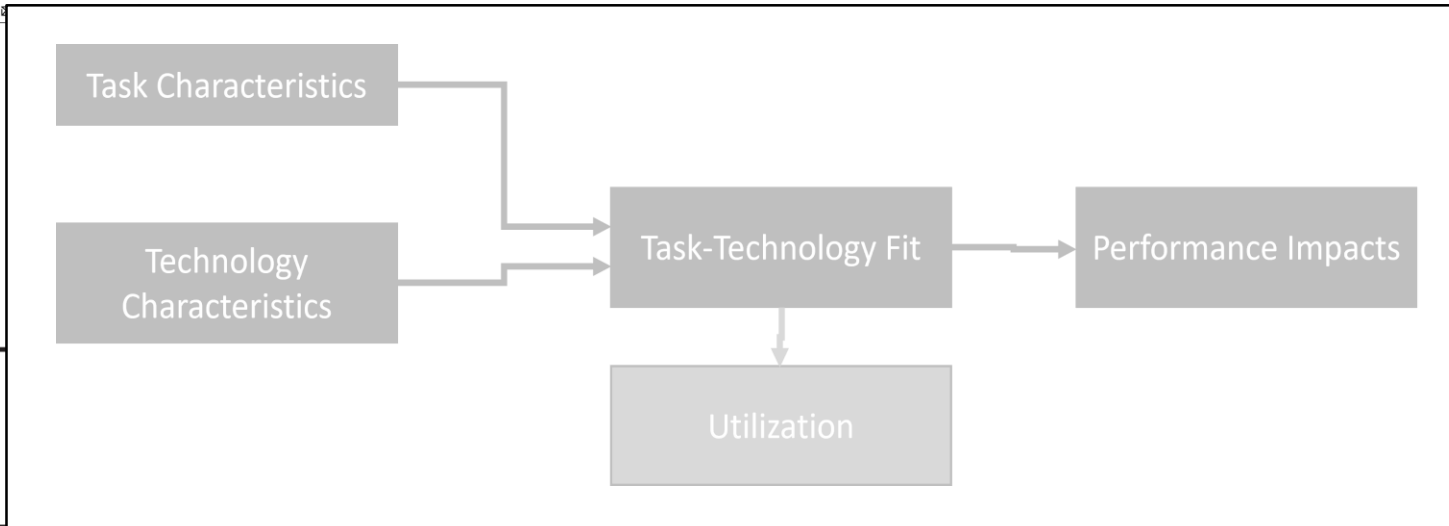 Task Characteristics
Technology
Characteristics
Task-Technology Fit
Performance Impacts
Utilization